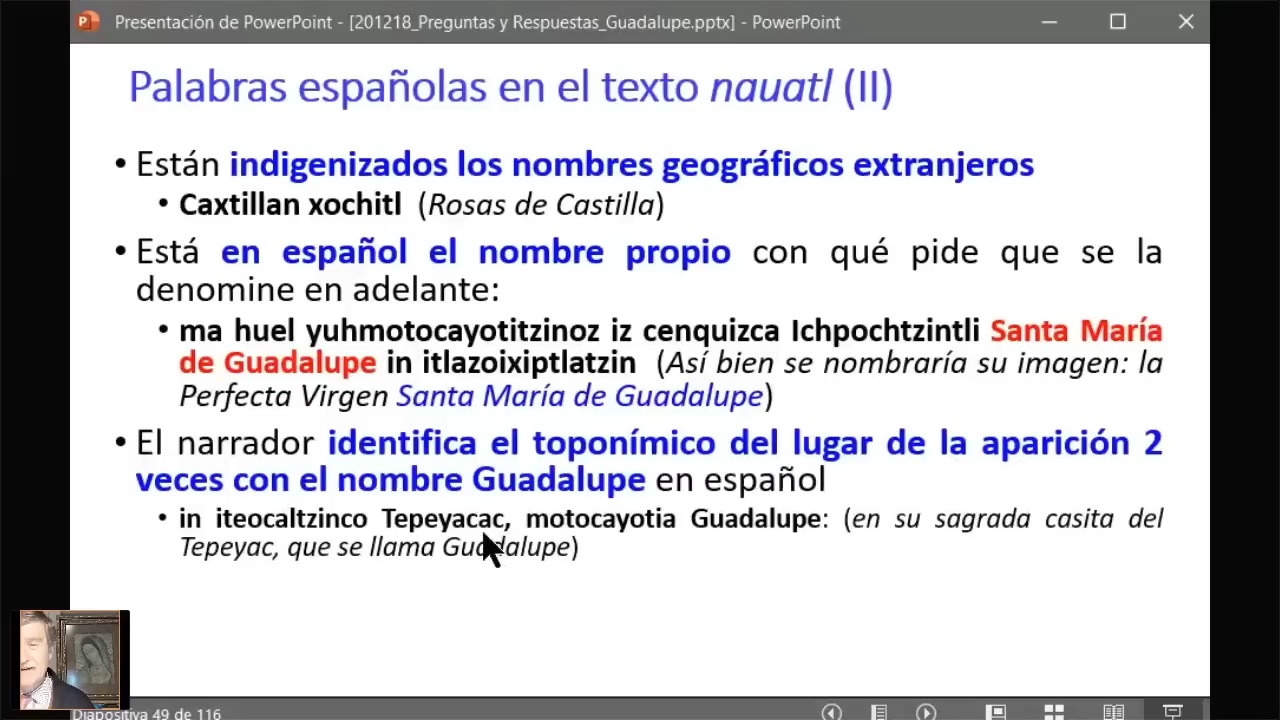 Presentación de PowerPoint - [201218_Preguntas y Respuestas_Guadalupe.pptx] - PowerPoint
Palabras españolas en el texto nauatl (II)
• Están indigenizados los nombres geográficos extranjeros
• Caxtillan xochitl (Rosas de Castilla)
• Está en español el nombre propio con qué pide que se la
denomine en adelante:
• ma huel yuhmotocayotitzinoz iz cenquizca Ichpochtzintli Santa María
de Guadalupe in itlazoixiptlatzin (Así bien se nombraría su imagen: la
Perfecta Virgen Santa María de Guadalupe)
• El narrador identifica el toponímico del lugar de la aparición 2
veces con el nombre Guadalupe en español
• in iteocaltzinco Tepeyacac, motocayotia Guadalupe: (en su sagrada casita del
Tepeyac, que se llama Guadalupe)
Diapositiva 49 de 116